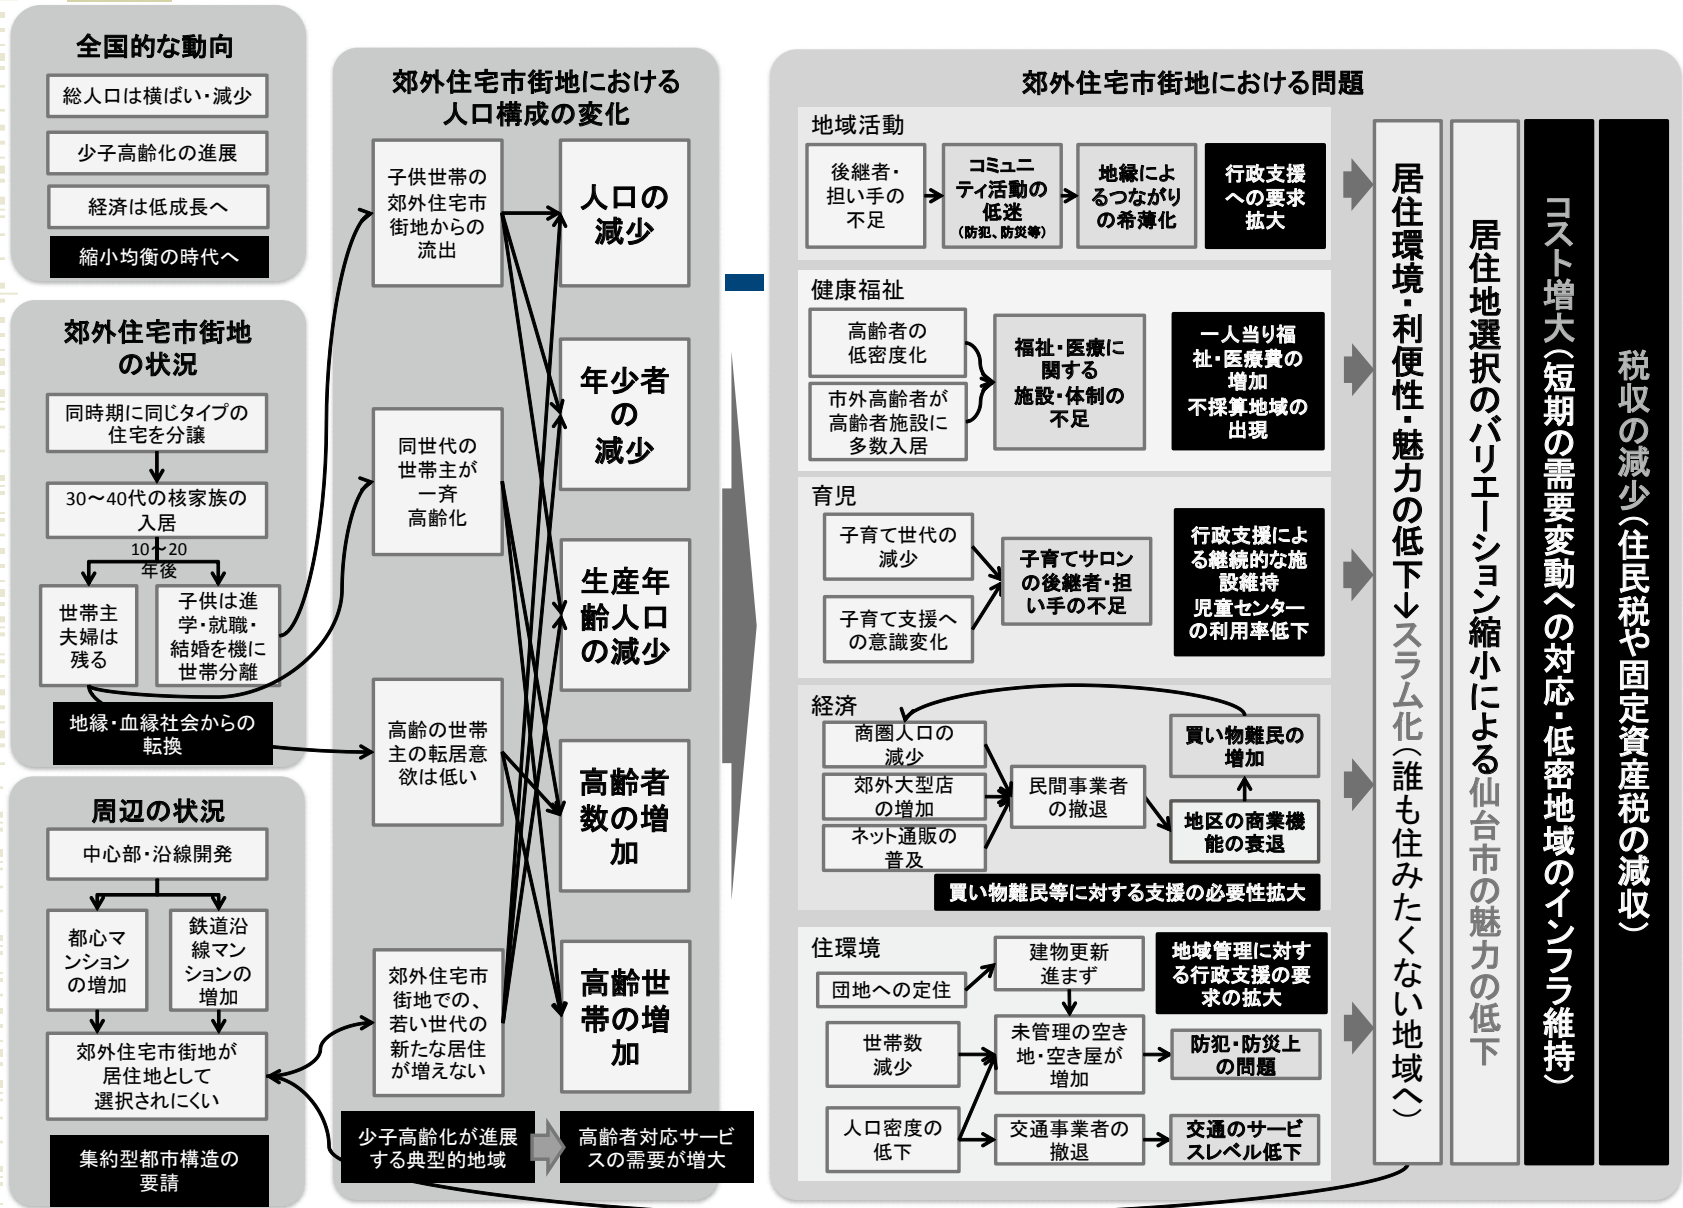 全国的な動向
総人口は横ばい・減少
少子高齢化の進展
経済は低成長へ
縮小均衡の時代へ
郊外住宅市街地
の状況
同時期に同じタイプの
住宅を分譲
30～40代の核家族の
入居
10～20
年後
世帯主
夫婦は
残る
子供は進
学・就職・
結婚を機に
世帯分離
地縁・血縁社会からの
転換
周辺の状況
中心部・沿線開発
都心マ
ンション
の増加
鉄道沿
線マン
ションの
増加
郊外住宅市街地が
居住地として
選択されにくい
集約型都市構造の
要請
郊外住宅市街地における
人口構成の変化
子供世帯の
郊外住宅市
街地からの
流出
同世代の
世帯主が
一斉
高齢化
高齢の世帯
主の転居意
欲は低い
郊外住宅市
街地での、
若い世代の
新たな居住
が増えない
人口の
減少
年少者
の
減少
生産年
齢人口
の減少
高齢者
数の増
加
高齢世
帯の増
加
少子高齢化が進展
する典型的地域
高齢者対応サービ
スの需要が増大
郊外住宅市街地における問題
地域活動
後継者・
担い手の
不足
コミュニ
ティ活動の
低迷
（防犯、防災等）
地縁によ
るつながり
の希薄化
行政支援
への要求
拡大
健康福祉
高齢者の
低密度化
市外高齢者が
高齢者施設に
多数入居
福祉・医療に
関する
施設・体制の
不足
一人当り福
祉・医療費の
増加
不採算地域の
出現
育児
子育て世代の
減少
子育て支援へ
の意識変化
子育てサロン
の後継者・担
い手の不足
行政支援によ
る継続的な施
設維持
児童センター
の利用率低下
経済
商圏人口の
減少
郊外大型店
の増加
ネット通販の
普及
民間事業者
の撤退
買い物難民の
増加
地区の商業機
能の衰退
買い物難民等に対する支援の必要性拡大
住環境
団地への定住
建物更新
進まず
地域管理に対す
る行政支援の要
求の拡大
世帯数
減少
未管理の空き
地・空き屋が
増加
防犯・防災上
の問題
人口密度の
低下
交通事業者の
撤退
交通のサービ
スレベル低下
居住環境・利便性・魅力の低下→スラム化（誰も住みたくない地域へ）
居住地選択のバリエーション縮小による仙台市の魅力の低下
コスト増大（短期の需要変動への対応・低密地域のインフラ維持）
税収の減少（住民税や固定資産税の減収）